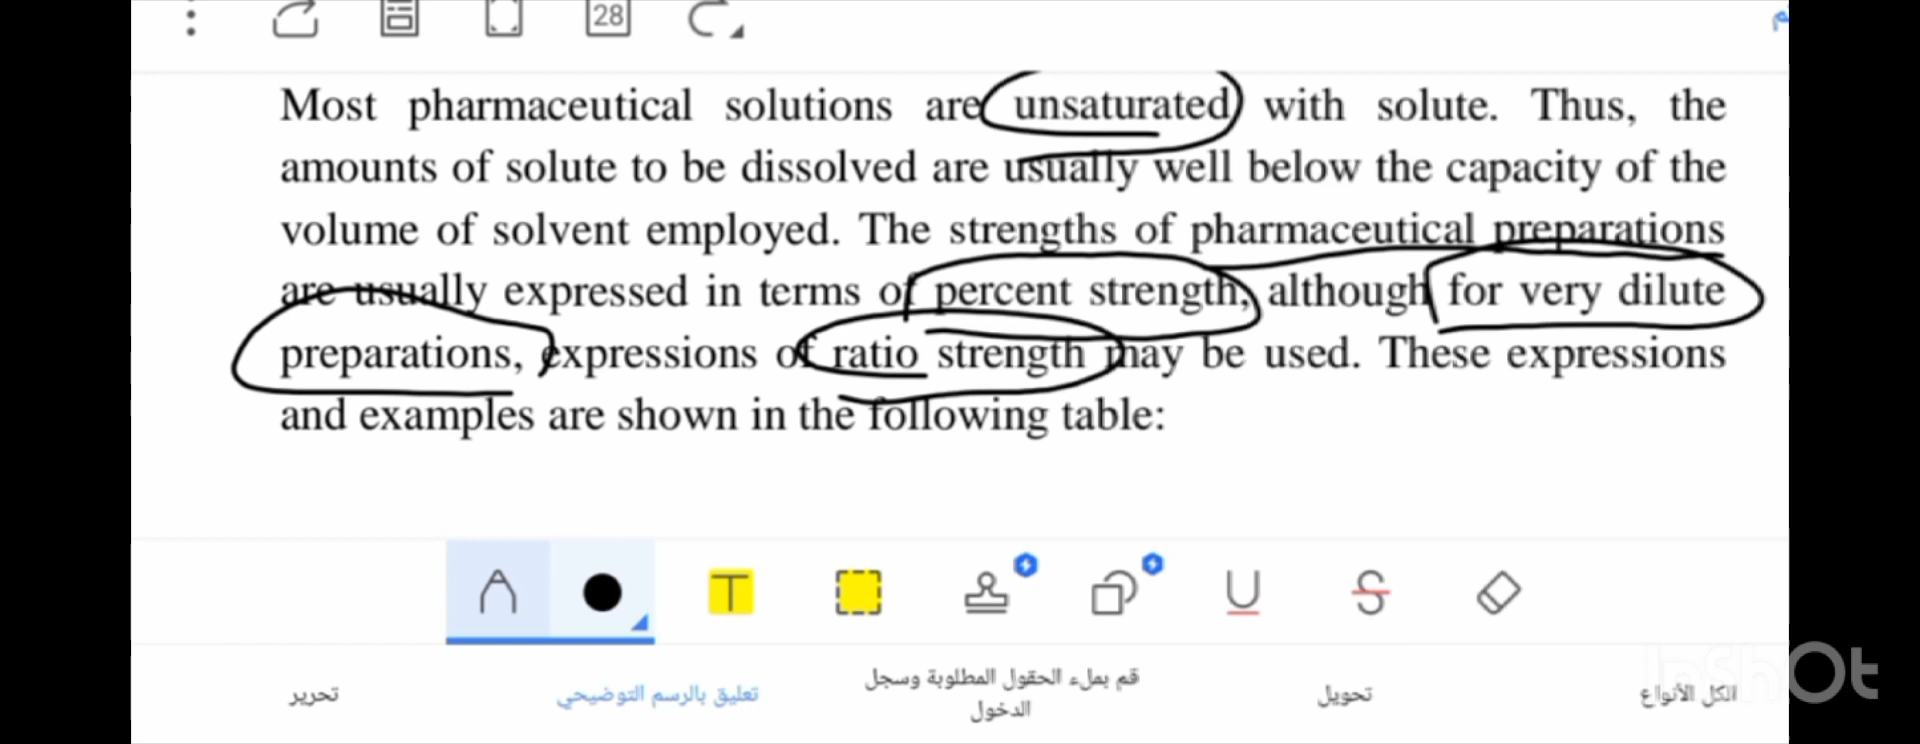 28
Most pharmaceutical solutions are unsaturated with solute. Thus, the
amounts of solute to be dissolved are usually well below the capacity of the
volume of solvent employed. The strengths of pharmaceutical preparations
are usually expressed in terms of percent strength, although for very dilute
preparations, expressions of ratio strength may be used. These expressions
and examples are shown in the following table:
T
U
S
تحرير
تعليق بالرسم التوضيحي
قم بملء الحقول المطلوبة وسجل
الدخول
تحويل
الكل الأنواع
InShOt